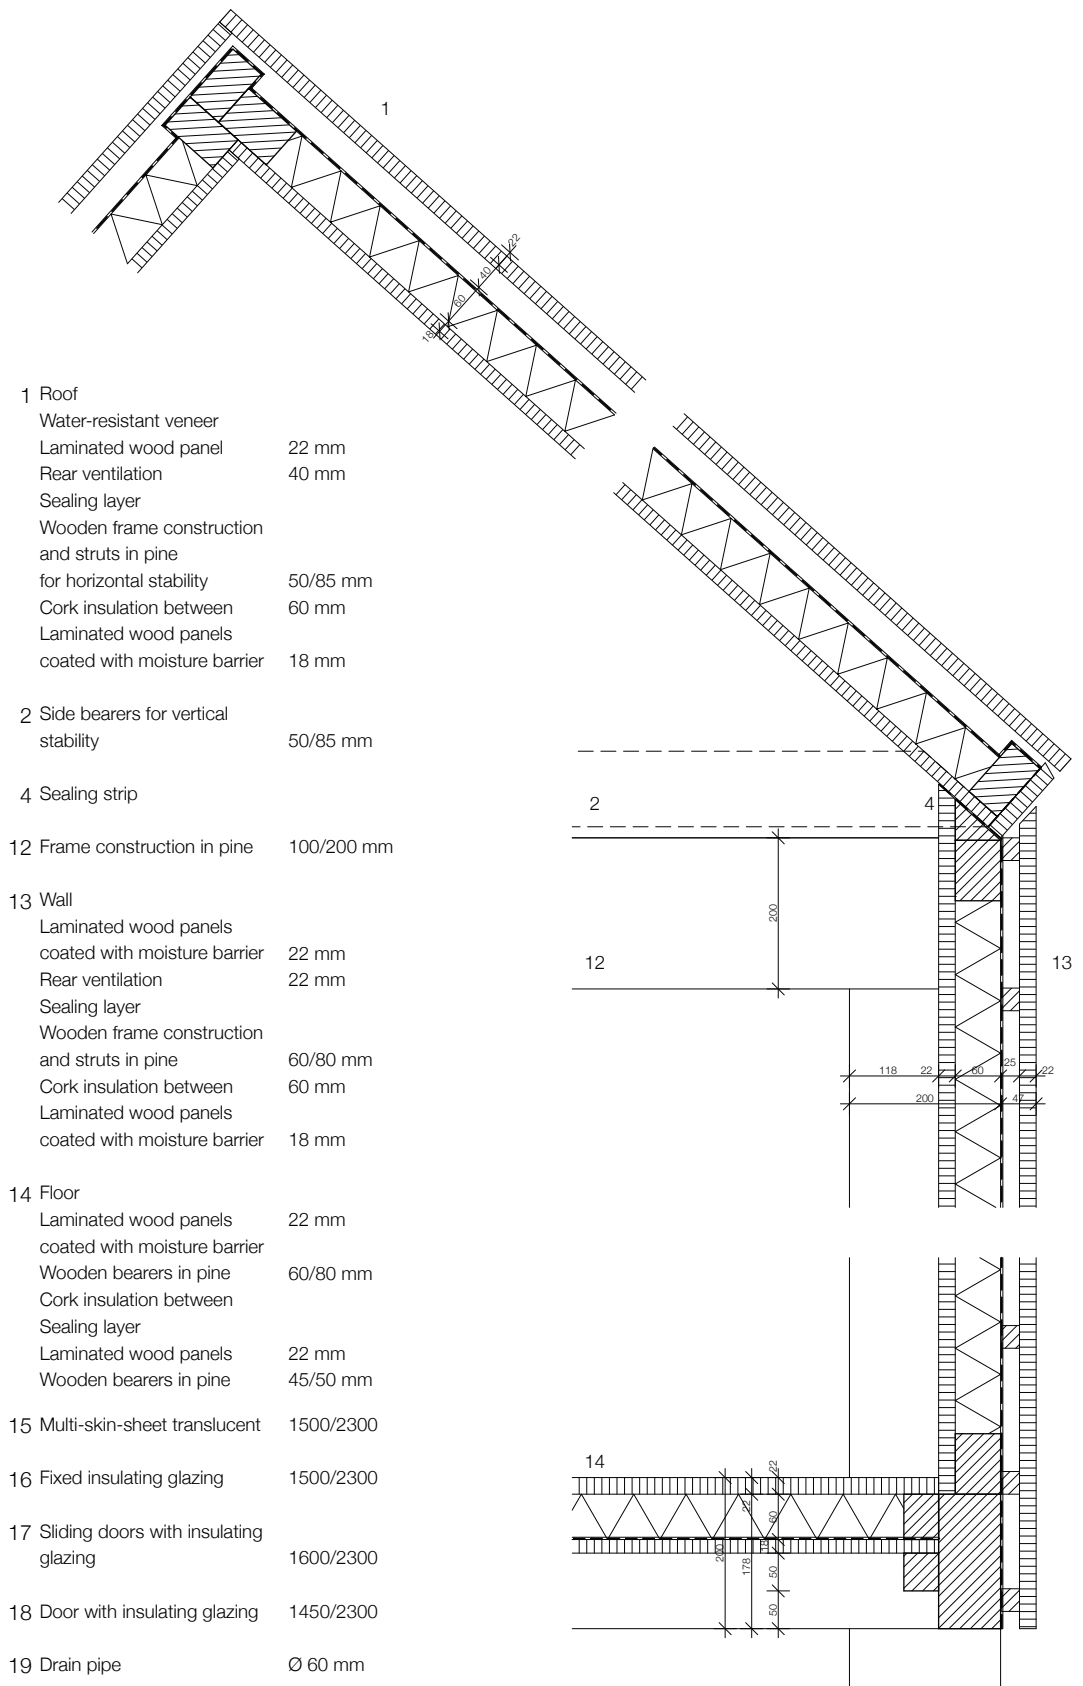 1
22
40
60
18
1 Roof
Water-resistant veneer
Laminated wood panel 22 mm
Rear ventilation 40 mm
Sealing layer
Wooden frame construction
and struts in pine
for horizontal stability 50/85 mm
Cork insulation between 60 mm
Laminated wood panels
coated with moisture barrier 18 mm
2 Side bearers for vertical
stability 50/85 mm
4 Sealing strip
12 Frame construction in pine 100/200 mm
13 Wall
Laminated wood panels
coated with moisture barrier 22 mm
Rear ventilation 22 mm
Sealing layer
Wooden frame construction
and struts in pine 60/80 mm
Cork insulation between 60 mm
Laminated wood panels
coated with moisture barrier 18 mm
14 Floor
Laminated wood panels 22 mm
coated with moisture barrier
Wooden bearers in pine 60/80 mm
Cork insulation between
Sealing layer
Laminated wood panels 22 mm
Wooden bearers in pine 45/50 mm
15 Multi-skin-sheet translucent 1500/2300
16 Fixed insulating glazing 1500/2300
17 Sliding doors with insulating
glazing 1600/2300
18 Door with insulating glazing 1450/2300
19 Drain pipe Ø 60 mm
2 4
200
12 13
25
118 22 60 22
200 47
14
22
22 60
200 178 18
50
50